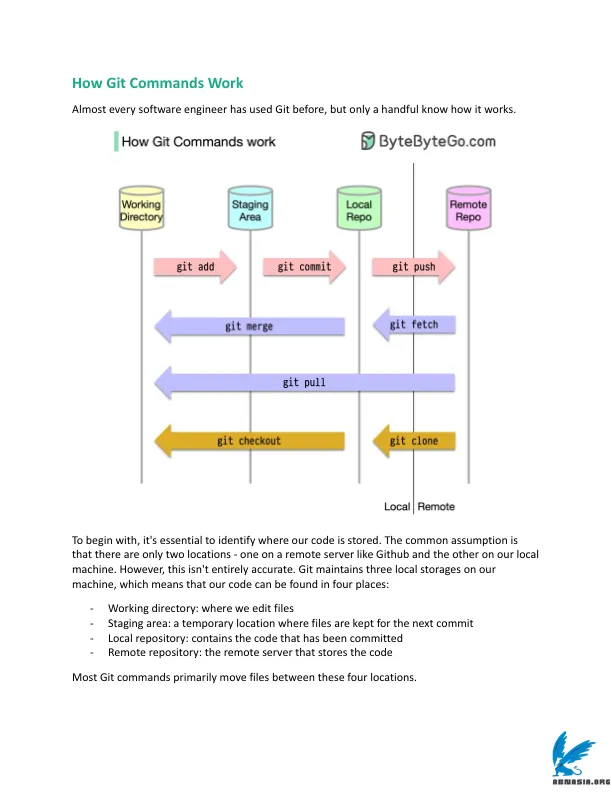 How Git Commands Work
Almost every software engineer has used Git before, but only a handful know how it works.
How Git Commands work
ByteByteGo.com
Working
Directory
Staging
Area
Local
Repo
Remote
Repo
git add
git commit
git push
git merge
git fetch
git pull
git checkout
git clone
Local
Remote
To begin with, it's essential to identify where our code is stored. The common assumption is
that there are only two locations - one on a remote server like Github and the other on our local
machine. However, this isn't entirely accurate. Git maintains three local storages on our
machine, which means that our code can be found in four places:
- Working directory: where we edit files
- Staging area: a temporary location where files are kept for the next commit
- Local repository: contains the code that has been committed
- Remote repository: the remote server that stores the code
Most Git commands primarily move files between these four locations.
ABNASIA.ORG